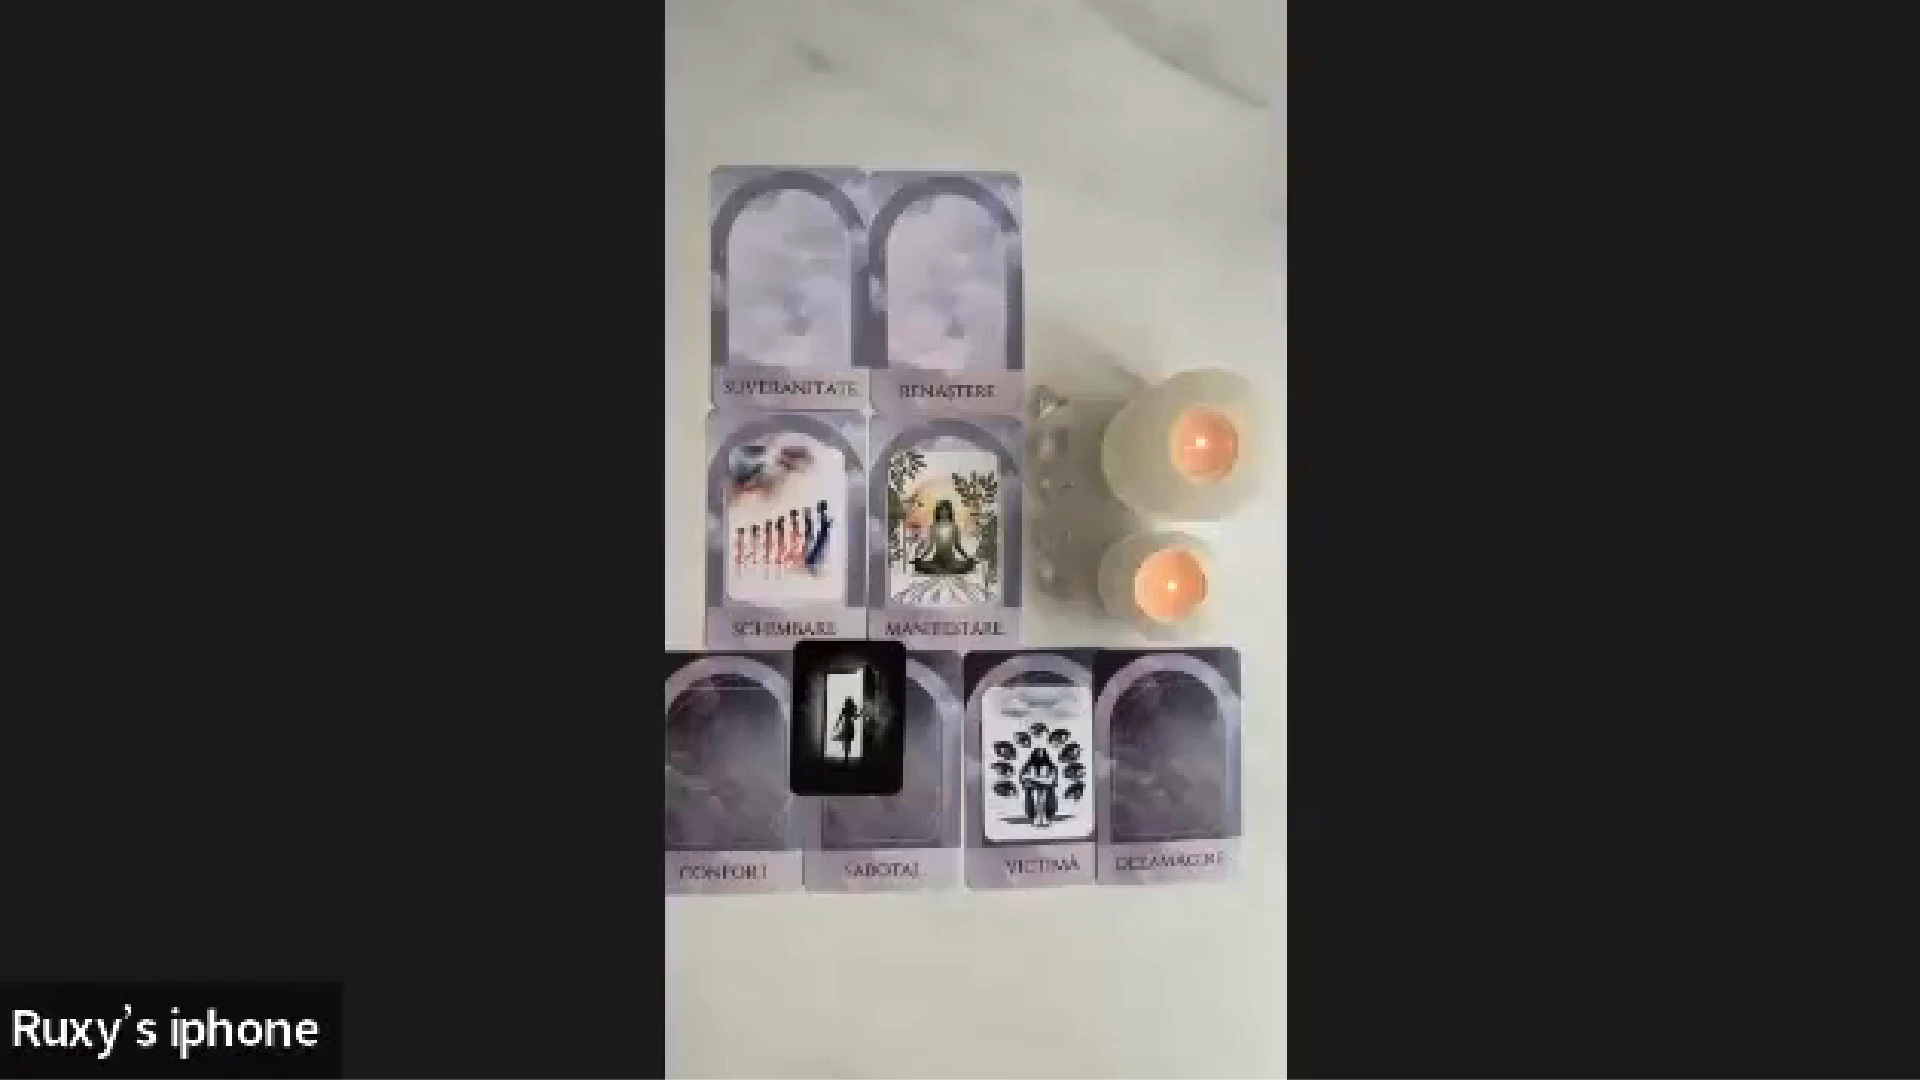 SUVERANITATE
RENAȘTERE
SCHIMBARE
MANIFESTARE
CONFORT
SABOTAJ
VICTIMĂ
DEZAMĂGIRE
Ruxy's iphone